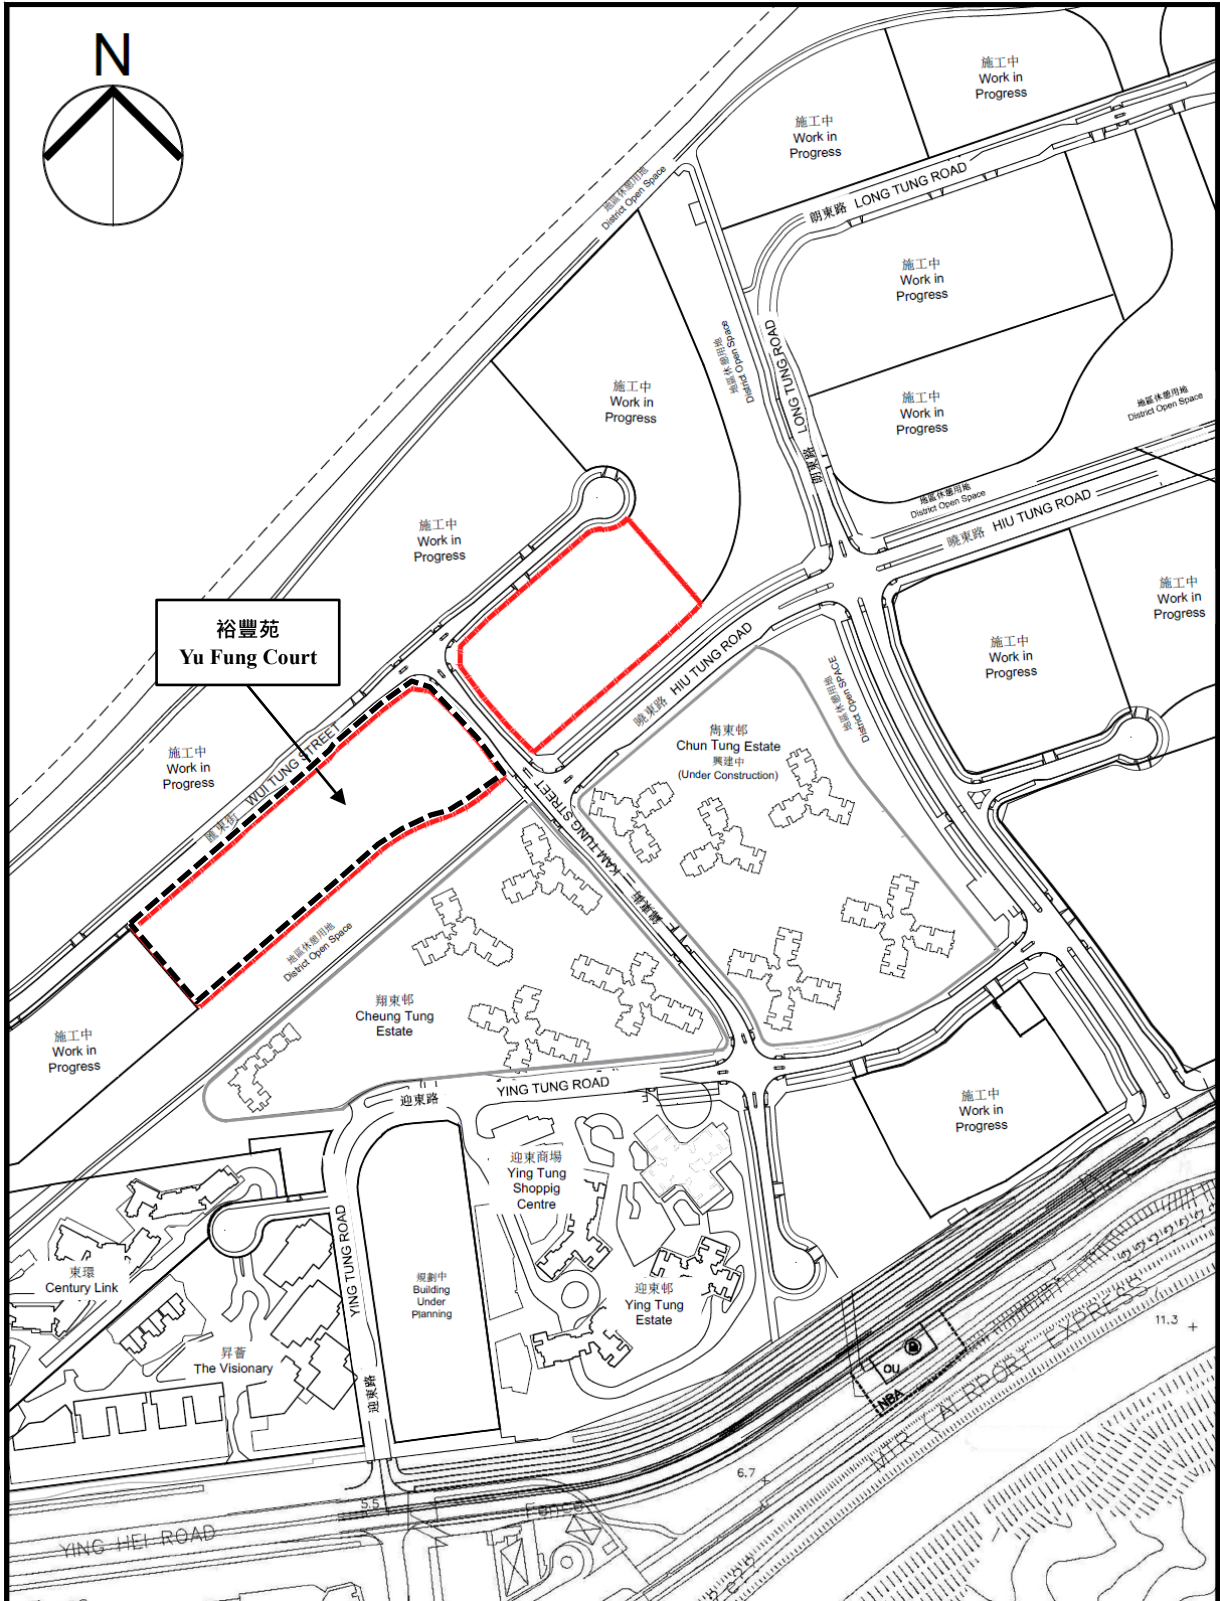 N
施工中
Work in
Progress
施工中
Work in
Progress
地區休憩用地
District Open Space
朗東路 LONG TUNG ROAD
施工中
Work in
Progress
地區休憩用地
District Open Space
朗東路 LONG TUNG ROAD
施工中
Work in
Progress
施工中
Work in
Progress
地區休憩用地
District Open Space
地區休憩用地
District Open Space
曉東路 HIU TUNG ROAD
施工中
Work in
Progress
施工中
Work in
Progress
施工中
Work in
Progress
裕豐苑
Yu Fung Court
曉東路 HIU TUNG ROAD
地區休憩用地
District Open SPACE
雋東邨
Chun Tung Estate
興建中
(Under Construction)
施工中
Work in
Progress
匯東街 WUI TUNG STREET
錦東街 KAM TUNG STREET
地區休憩用地
District Open Space
翔東邨
Cheung Tung
Estate
施工中
Work in
Progress
迎東路 YING TUNG ROAD
施工中
Work in
Progress
迎東商場
Ying Tung
Shoppig
Centre
東環
Century Link
迎東路 YING TUNG ROAD
規劃中
Building
Under
Planning
迎東邨
Ying Tung
Estate
昇薈
The Visionary
OU
NBA
MTR (AIRPORT EXPRESS)
11.3
6.7
5.5
YING HEI ROAD